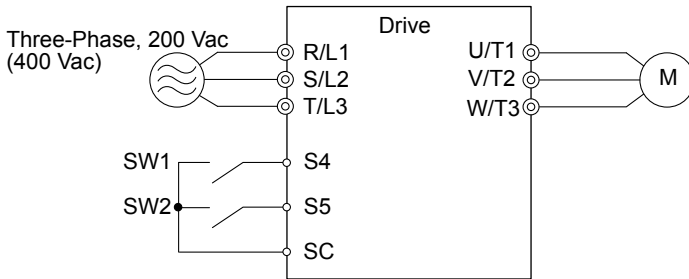 Drive
Three-Phase, 200 Vac
(400 Vac)
R/L1
S/L2
T/L3
U/T1
V/T2
W/T3
M
SW1
S4
SW2
S5
SC